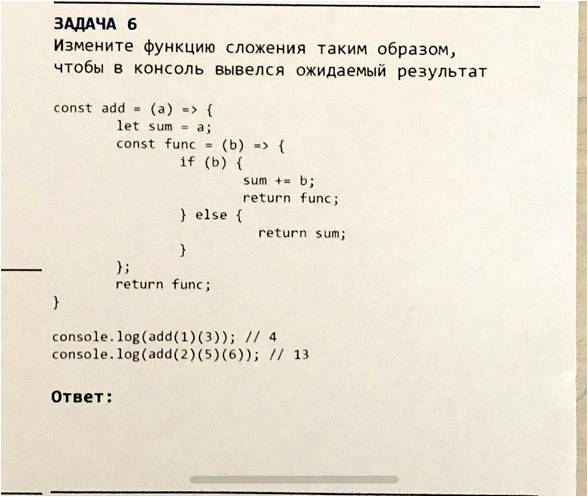 ЗАДАЧА 6
Измените функцию сложения таким образом,
чтобы в консоль вывелся ожидаемый результат
const add = (a) => {
let sum = a;
const func = (b) => {
if (b) {
sum += b;
return func;
} else {
return sum;
}
};
return func;
}
console.log(add(1)(3)); // 4
console.log(add(2)(5)(6)); // 13
Ответ: